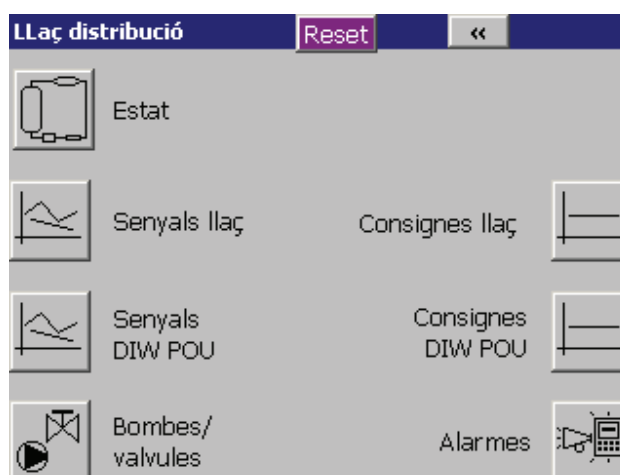 LLaç distribució Reset «
Estat
Senyals llaç Consignes llaç
Senyals Consignes
DIW POU DIW POU
Bombes/
valvules Alarmes